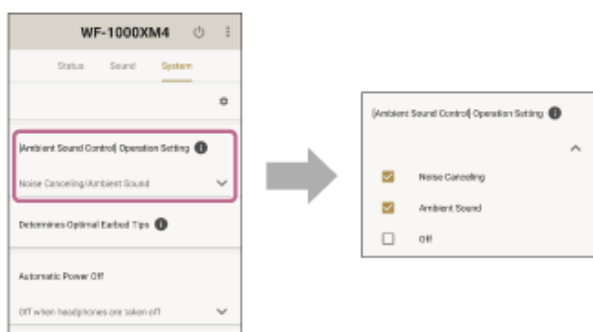 WF-1000XM4
Status Sound System
[Ambient Sound Control] Operation Setting
Noise Canceling/Ambient Sound
Determines Optimal Earbud Tips
Automatic Power Off
Off when headphones are taken off
[Ambient Sound Control] Operation Setting
Noise Canceling
Ambient Sound
Off